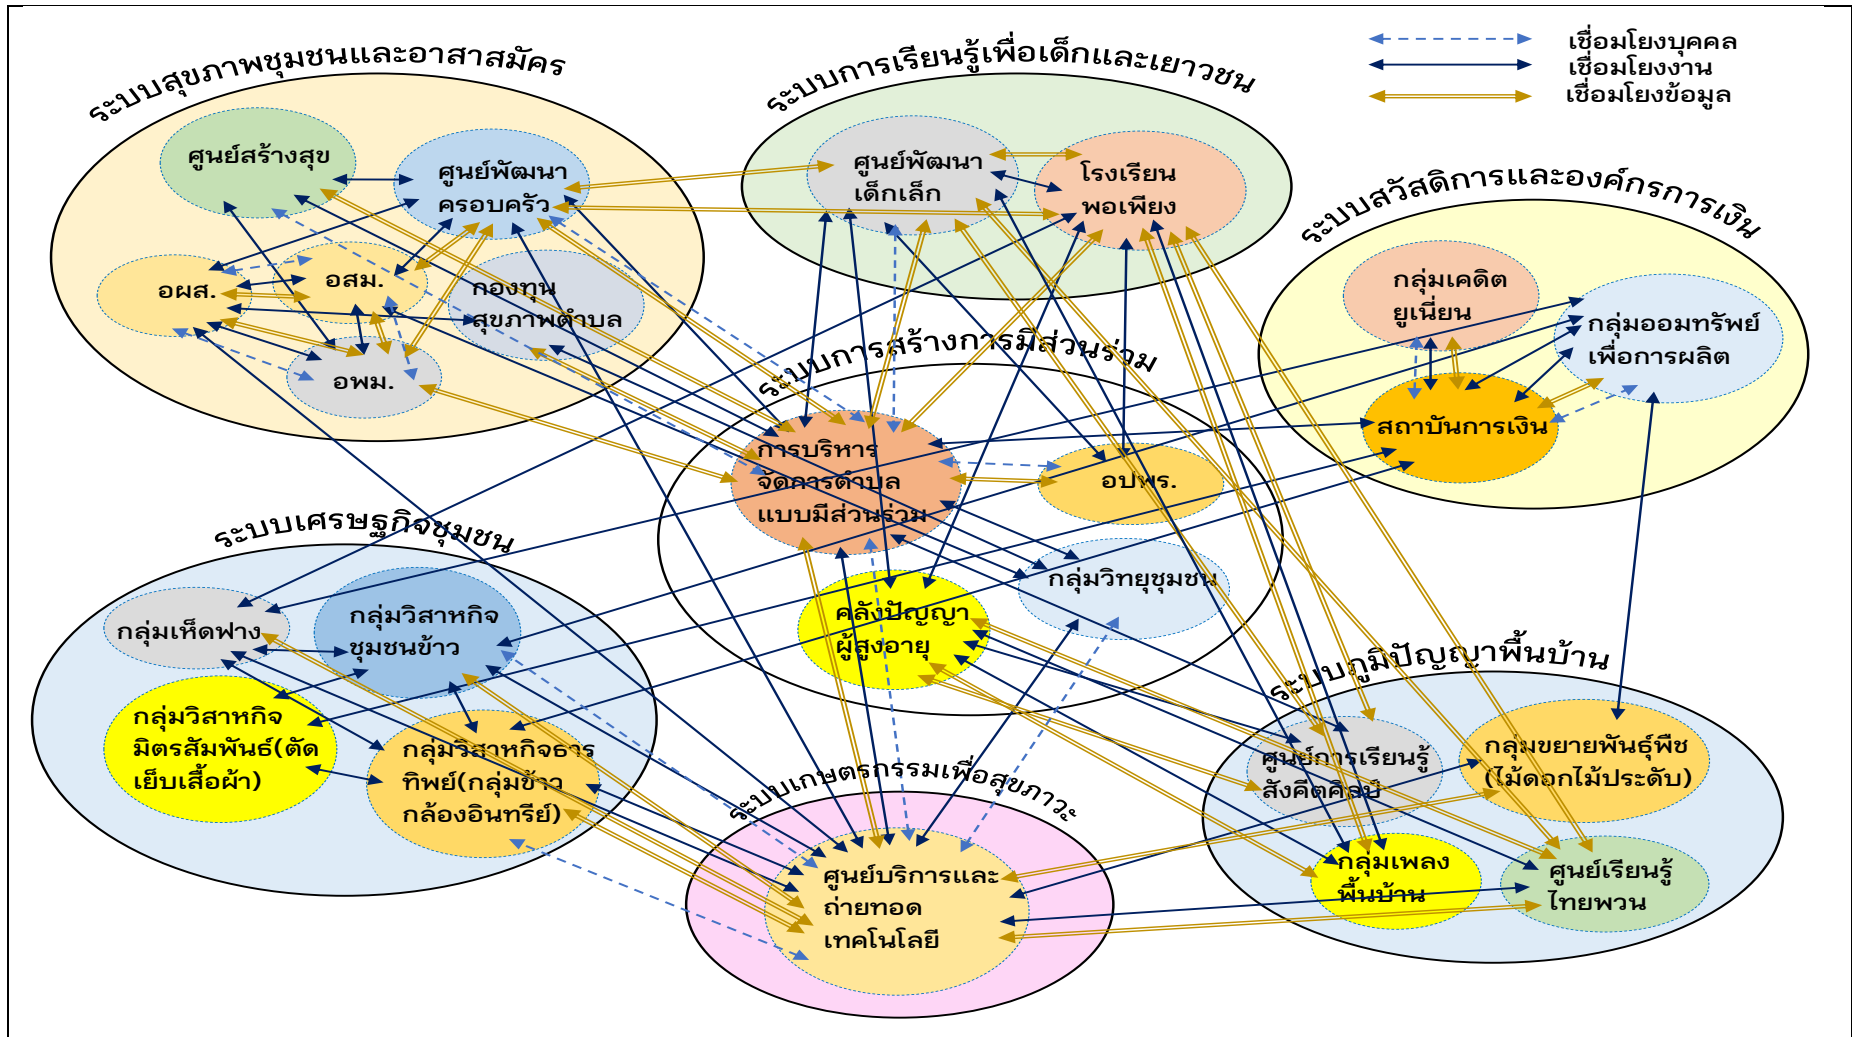 ระบบสุขภาพชุมชนและอาสาสมัคร
ศูนย์สร้างสุข
ศูนย์พัฒนา
ครอบครัว
อผส.
อสม.
กองทุน
สุขภาพตำบล
อพม.
ระบบการเรียนรู้เพื่อเด็กและเยาวชน
ศูนย์พัฒนา
เด็กเล็ก
โรงเรียน
พอเพียง
เชื่อมโยงบุคคล
เชื่อมโยงงาน
เชื่อมโยงข้อมูล
ระบบสวัสดิการและองค์กรการเงิน
กลุ่มเคดิต
ยูเนี่ยน
กลุ่มออมทรัพย์
เพื่อการผลิต
สถาบันการเงิน
ระบบการสร้างการมีส่วนร่วม
การบริหาร
จัดการตำบล
แบบมีส่วนร่วม
อปพร.
กลุ่มวิทยุชุมชน
คลังปัญญา
ผู้สูงอายุ
ระบบเศรษฐกิจชุมชน
กลุ่มเห็ดฟาง
กลุ่มวิสาหกิจ
ชุมชนข้าว
กลุ่มวิสาหกิจ
มิตรสัมพันธ์(ตัด
เย็บเสื้อผ้า)
กลุ่มวิสาหกิจธาร
ทิพย์(กลุ่มข้าว
กล้องอินทรีย์)
ระบบเกษตรกรรมเพื่อสุขภาวะ
ศูนย์บริการและ
ถ่ายทอด
เทคโนโลยี
ระบบภูมิปัญญาพื้นบ้าน
ศูนย์การเรียนรู้
สังคีตศิลป์
กลุ่มขยายพันธุ์พืช
(ไม้ดอกไม้ประดับ)
กลุ่มเพลง
พื้นบ้าน
ศูนย์เรียนรู้
ไทยพวน